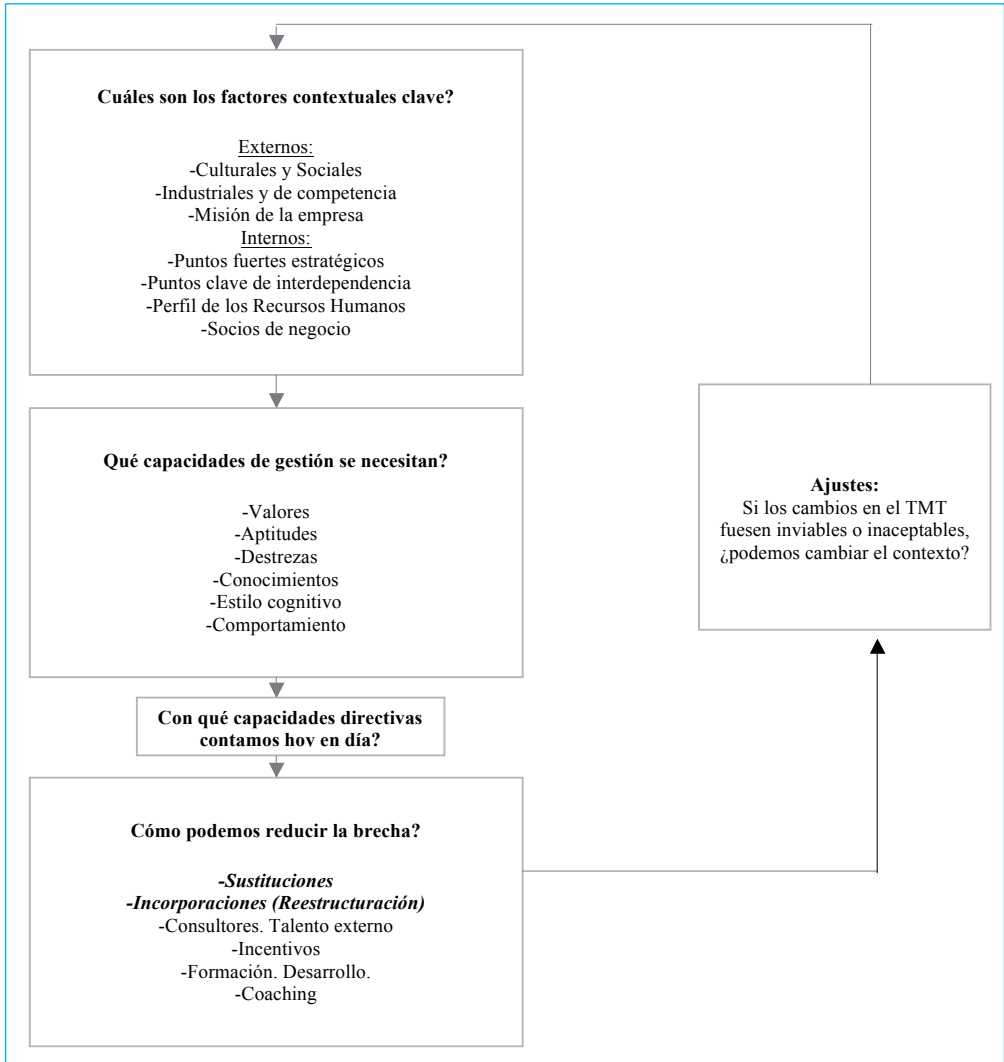 Cuáles son los factores contextuales clave?
Externos:
-Culturales y Sociales
-Industriales y de competencia
-Misión de la empresa
Internos:
-Puntos fuertes estratégicos
-Puntos clave de interdependencia
-Perfil de los Recursos Humanos
-Socios de negocio
Qué capacidades de gestión se necesitan?
-Valores
-Aptitudes
-Destrezas
-Conocimientos
-Estilo cognitivo
-Comportamiento
Con qué capacidades directivas
contamos hoy en día?
Cómo podemos reducir la brecha?
-Sustituciones
-Incorporaciones (Reestructuración)
-Consultores. Talento externo
-Incentivos
-Formación. Desarrollo.
-Coaching
Ajustes:
Si los cambios en el TMT
fuesen inviables o inaceptables,
¿podemos cambiar el contexto?